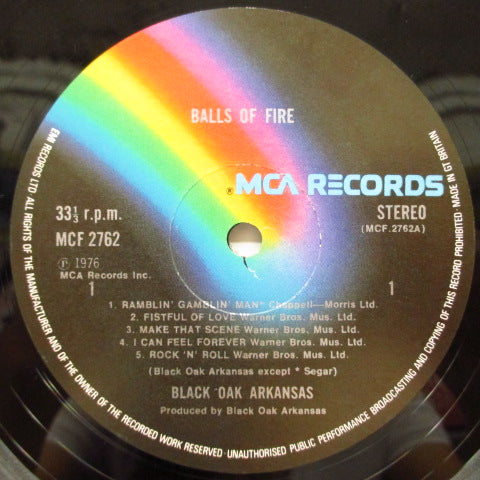 BALLS OF FIRE
® MCA RECORDS
33⅓ r.p.m.
MCF 2762
STEREO
(MCF.2762A)
℗ 1976
MCA Records Inc.
1
1
1. RAMBLIN' GAMBLIN' MAN* Chappell—Morris Ltd.
2. FISTFUL OF LOVE Warner Bros. Mus. Ltd.
3. MAKE THAT SCENE Warner Bros. Mus. Ltd.
4. I CAN FEEL FOREVER Warner Bros. Mus. Ltd.
5. ROCK 'N' ROLL Warner Bros. Mus. Ltd.
(Black Oak Arkansas except * Segar)
BLACK OAK ARKANSAS
Produced by Black Oak Arkansas
EMI RECORDS LTD ALL RIGHTS OF THE MANUFACTURER AND OF THE OWNER OF THE RECORDED WORK RESERVED · UNAUTHORISED PUBLIC PERFORMANCE BROADCASTING AND COPYING OF THIS RECORD PROHIBITED · MADE IN GT BRITAIN